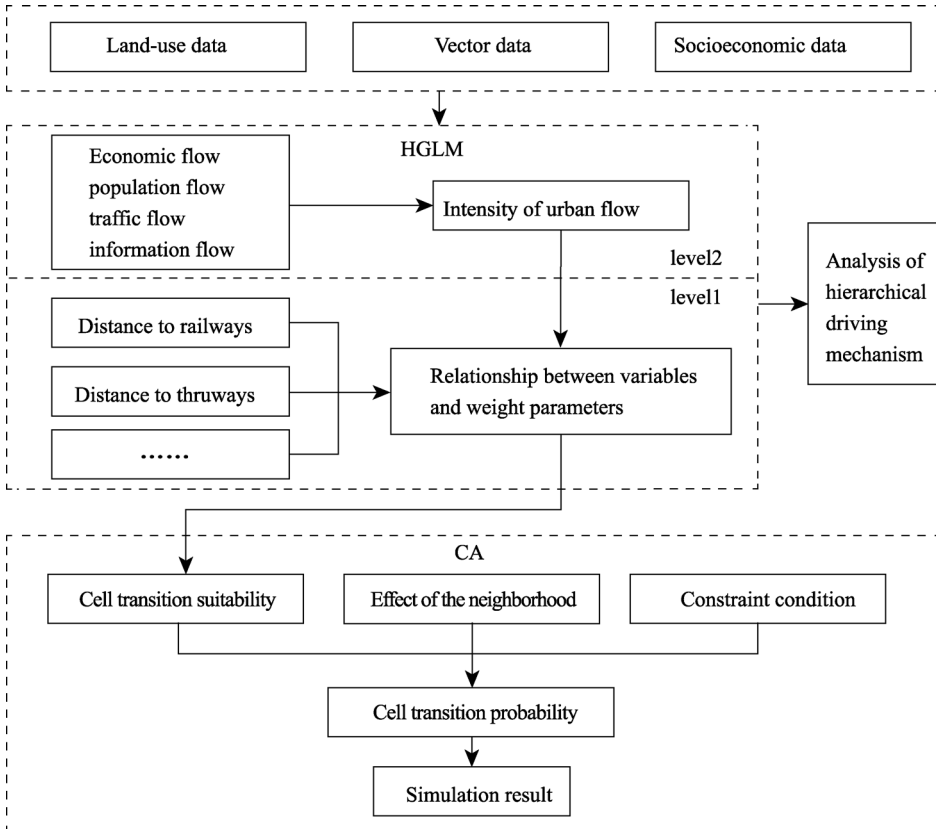 Land-use data
Vector data
Socioeconomic data
HGLM
Economic flow
population flow
traffic flow
information flow
Intensity of urban flow
level2
level1
Analysis of
hierarchical
driving
mechanism
Distance to railways
Distance to thruways
......
Relationship between variables
and weight parameters
CA
Cell transition suitability
Effect of the neighborhood
Constraint condition
Cell transition probability
Simulation result